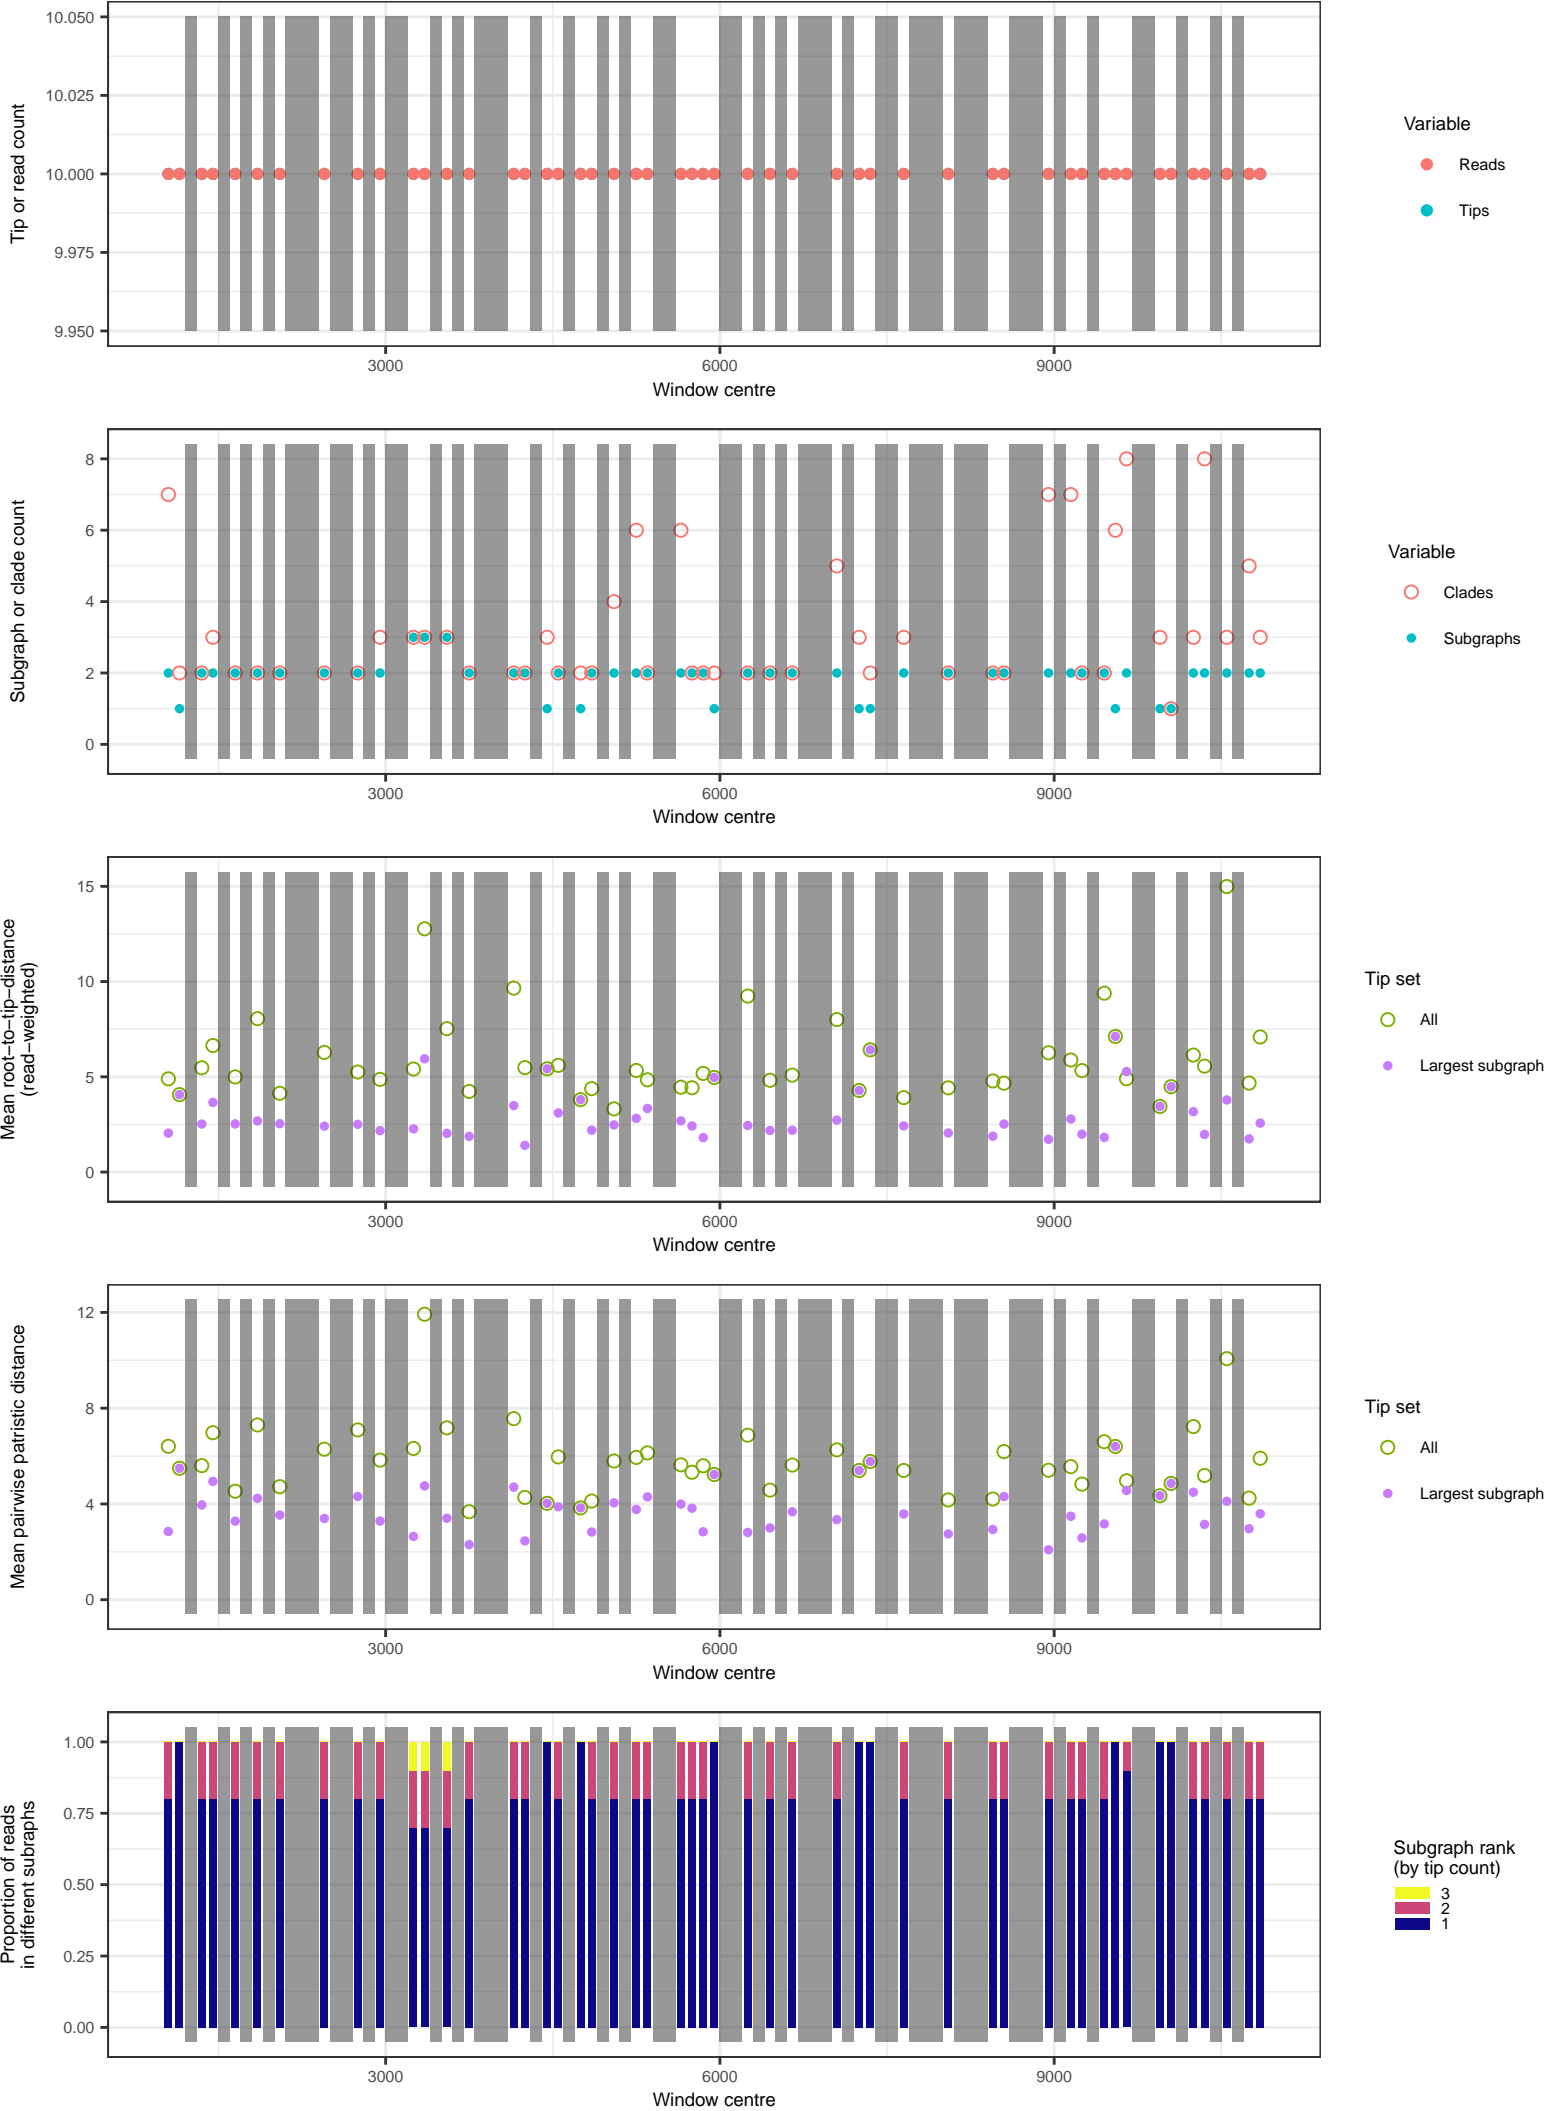 10.050
10.025
10.000
9.975
9.950
Tip or read count
3000
6000
9000
Window centre
Variable
Reads
Tips
8
6
4
2
0
Subgraph or clade count
3000
6000
9000
Window centre
Variable
Clades
Subgraphs
15
10
5
0
Mean root−to−tip−distance
(read−weighted)
3000
6000
9000
Window centre
Tip set
All
Largest subgraph
12
8
4
0
Mean pairwise patristic distance
3000
6000
9000
Window centre
Tip set
All
Largest subgraph
1.00
0.75
0.50
0.25
0.00
Proportion of reads
in different subraphs
3000
6000
9000
Window centre
Subgraph rank
(by tip count)
3
2
1